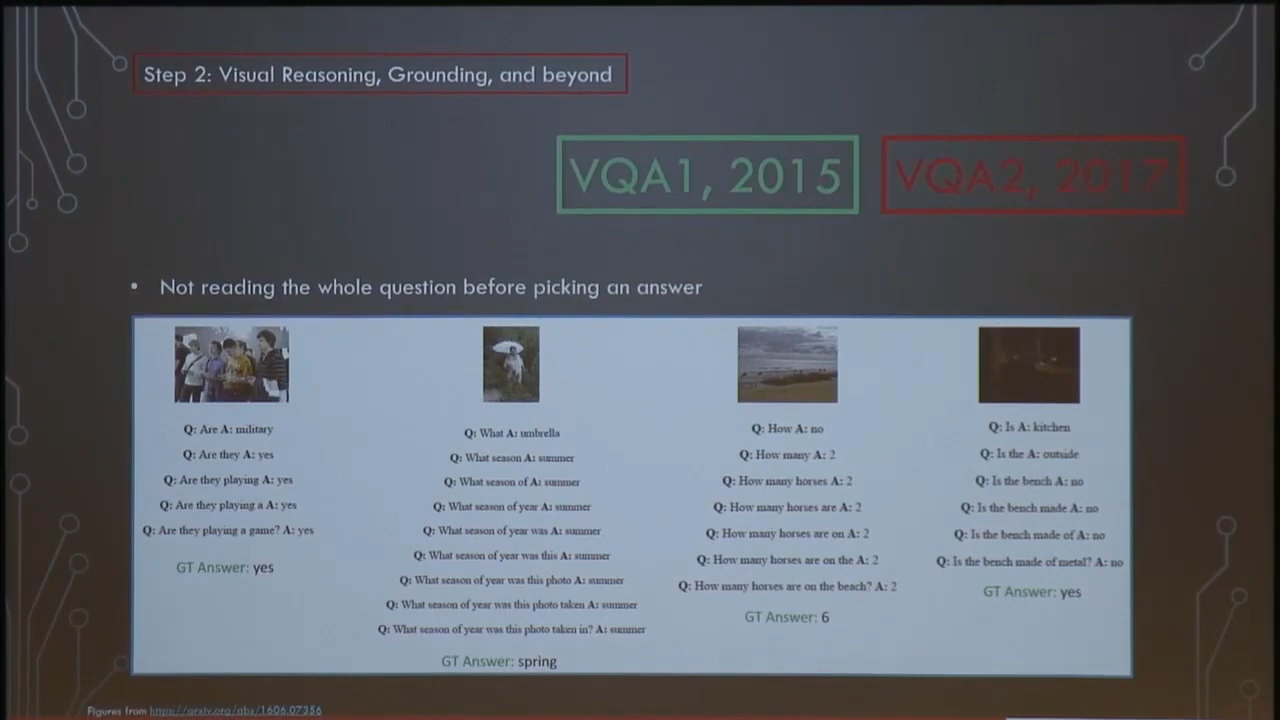 Step 2: Visual Reasoning, Grounding, and beyond
VQA1, 2015
VQA2, 2017
• Not reading the whole question before picking an answer
Q: Are A: military
Q: Are they A: yes
Q: Are they playing A: yes
Q: Are they playing a A: yes
Q: Are they playing a game? A: yes
GT Answer: yes
Q: What A: umbrella
Q: What season A: summer
Q: What season of A: summer
Q: What season of year A: summer
Q: What season of year was A: summer
Q: What season of year was this A: summer
Q: What season of year was this photo A: summer
Q: What season of year was this photo taken A: summer
Q: What season of year was this photo taken in? A: summer
GT Answer: spring
Q: How A: no
Q: How many A: 2
Q: How many horses A: 2
Q: How many horses are A: 2
Q: How many horses are on A: 2
Q: How many horses are on the A: 2
Q: How many horses are on the beach? A: 2
GT Answer: 6
Q: Is A: kitchen
Q: Is the A: outside
Q: Is the bench A: no
Q: Is the bench made A: no
Q: Is the bench made of A: no
Q: Is the bench made of metal? A: no
GT Answer: yes
Figures from https://arxiv.org/abs/1606.07356